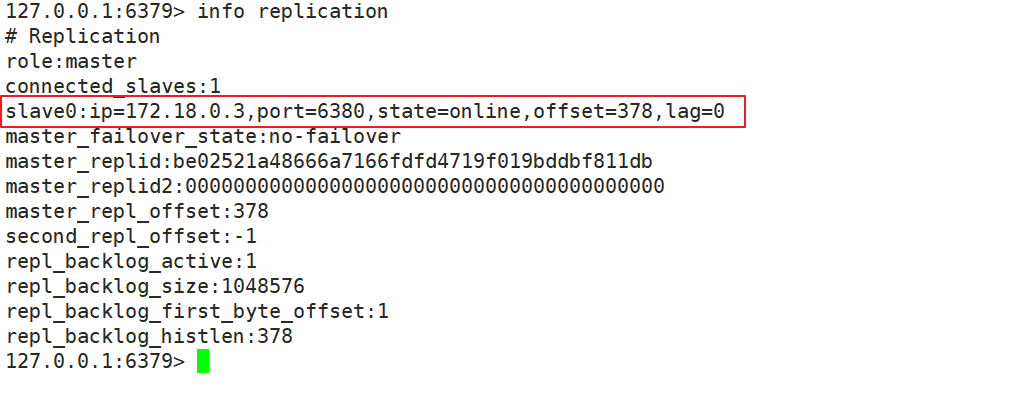 127.0.0.1:6379> info replication
# Replication
role:master
connected_slaves:1
slave0:ip=172.18.0.3,port=6380,state=online,offset=378,lag=0
master_failover_state:no-failover
master_replid:be02521a48666a7166fdfd4719f019bddbf811db
master_replid2:0000000000000000000000000000000000000000
master_repl_offset:378
second_repl_offset:-1
repl_backlog_active:1
repl_backlog_size:1048576
repl_backlog_first_byte_offset:1
repl_backlog_histlen:378
127.0.0.1:6379>